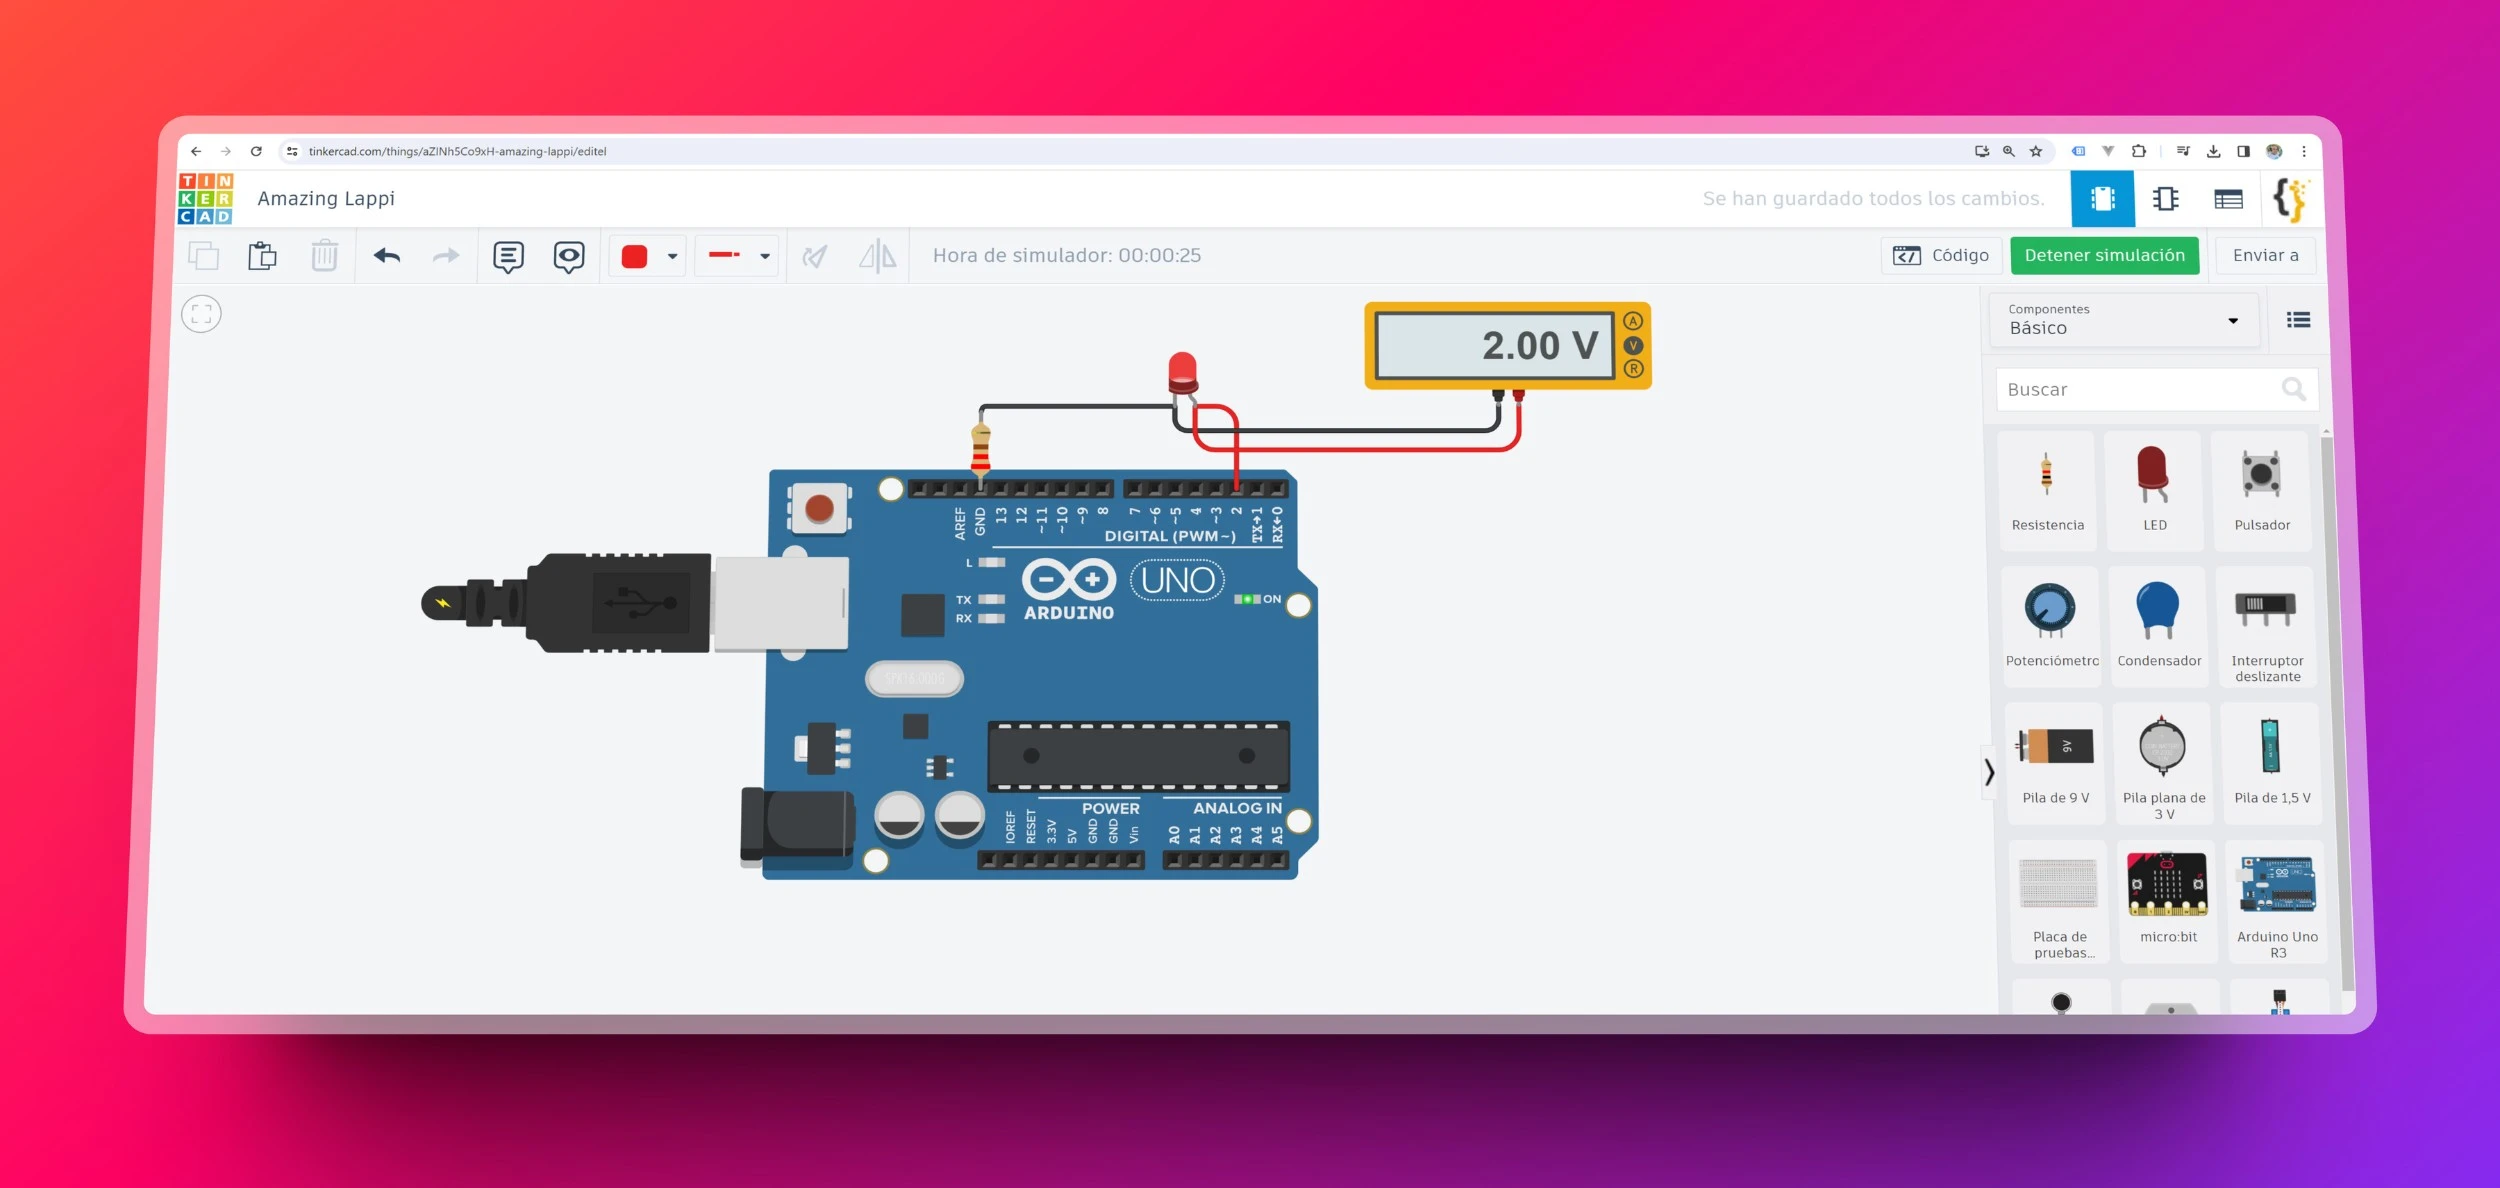 tinkercad.com/things/aZINh5Co9xH-amazing-lappi/editel
TIN
KER
CAD
Amazing Lappi
Se han guardado todos los cambios.
Hora de simulador: 00:00:25
Código
Detener simulación
Enviar a
2.00 V
A
V
R
Componentes
Básico
Buscar
Resistencia
LED
Pulsador
Potenciómetro
Condensador
Interruptor
deslizante
9V
Pila de 9 V
Pila plana de
3 V
Pila de 1,5 V
Placa de
pruebas...
micro:bit
Arduino Uno
R3
AREF
GND
13
12
~11
~10
~9
8
7
~6
~5
4
~3
2
TX→1
RX←0
DIGITAL (PWM~)
L
TX
RX
ARDUINO
UNO
ON
SPK16.000G
POWER
ANALOG IN
IOREF
RESET
3.3V
5V
GND
GND
Vin
A0
A1
A2
A3
A4
A5